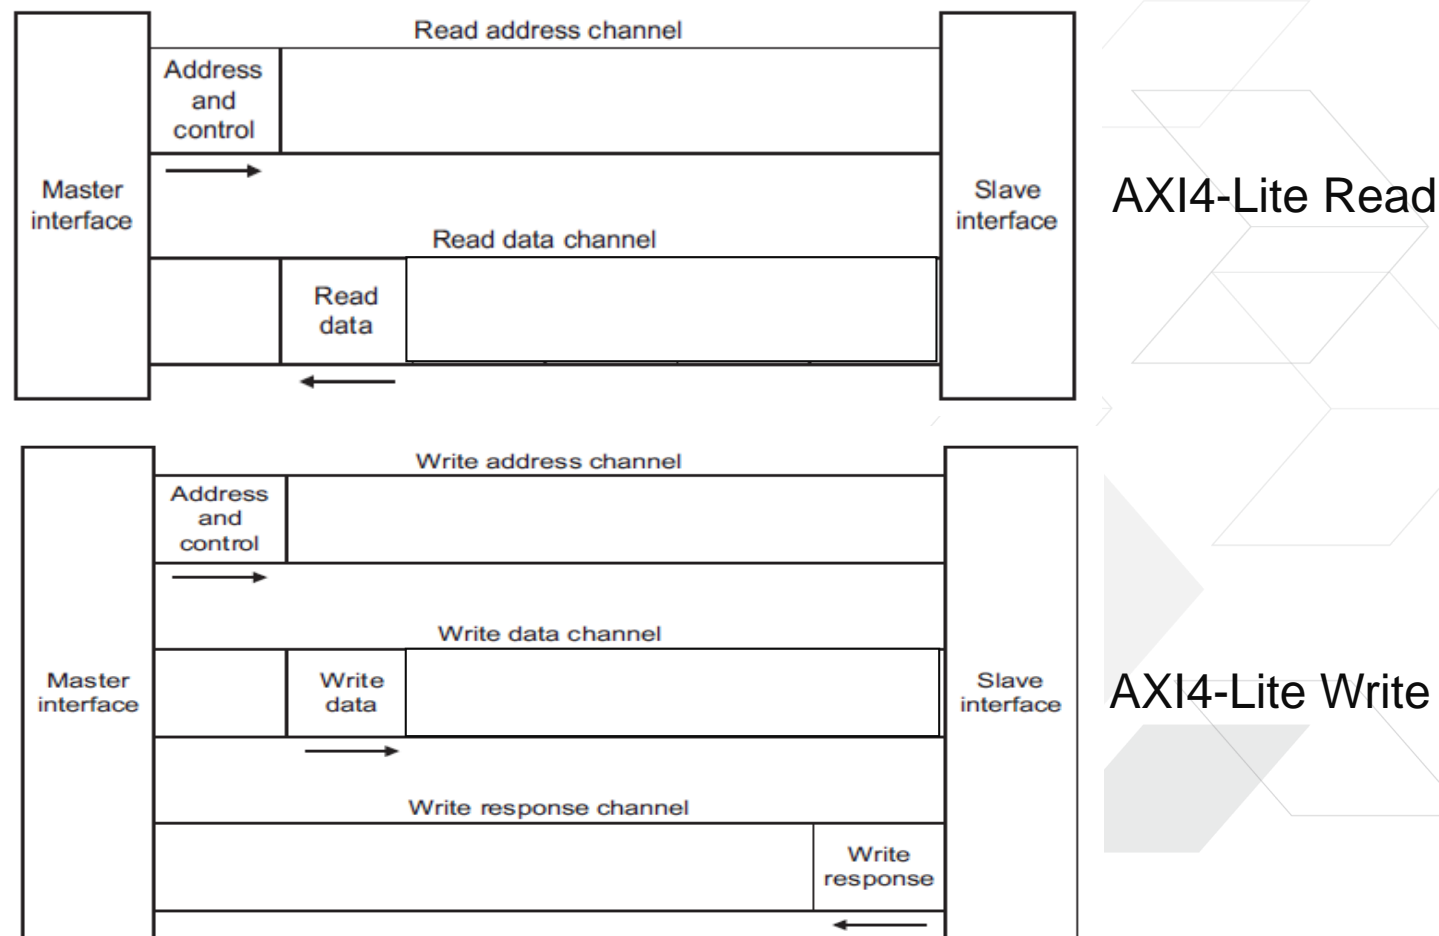 Read address channel
Address
and
control
Master
interface
Slave
interface
AXI4-Lite Read
Read data channel
Read
data
Write address channel
Address
and
control
Write data channel
Master
interface
Write
data
Slave
interface
AXI4-Lite Write
Write response channel
Write
response